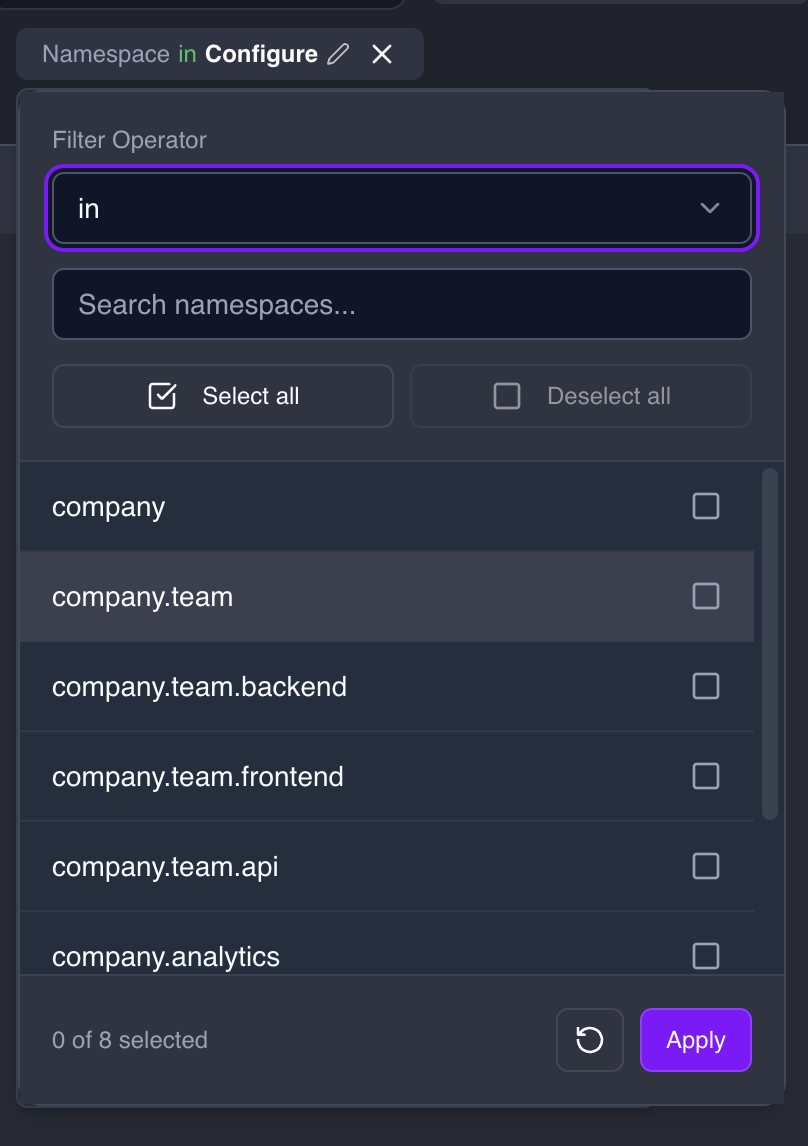 Namespace in Configure
Filter Operator
in
Search namespaces...
Select all
Deselect all
company
company.team
company.team.backend
company.team.frontend
company.team.api
company.analytics
0 of 8 selected
Apply